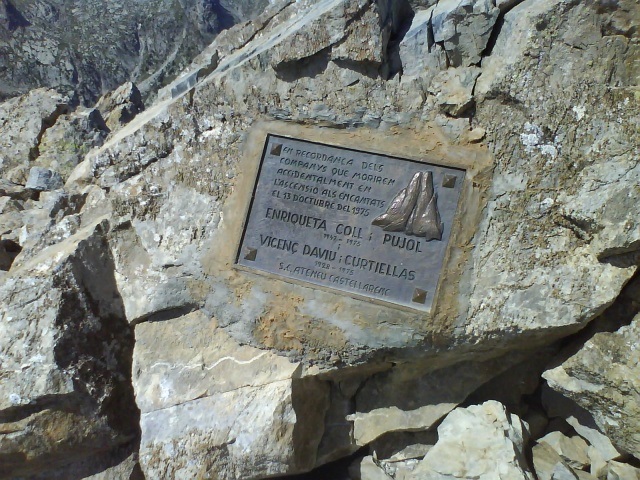 EN RECORDANÇA DELS
COMPANYS QUE MORIREN
ACCIDENTALMENT EN
L'ASCENSIÓ ALS ENCANTATS
EL 13 D'OCTUBRE DEL 1975
ENRIQUETA COLL i PUJOL
i
VICENÇ DAVIU i CURTIELLAS
S.C. ATENEU CASTELLARENC